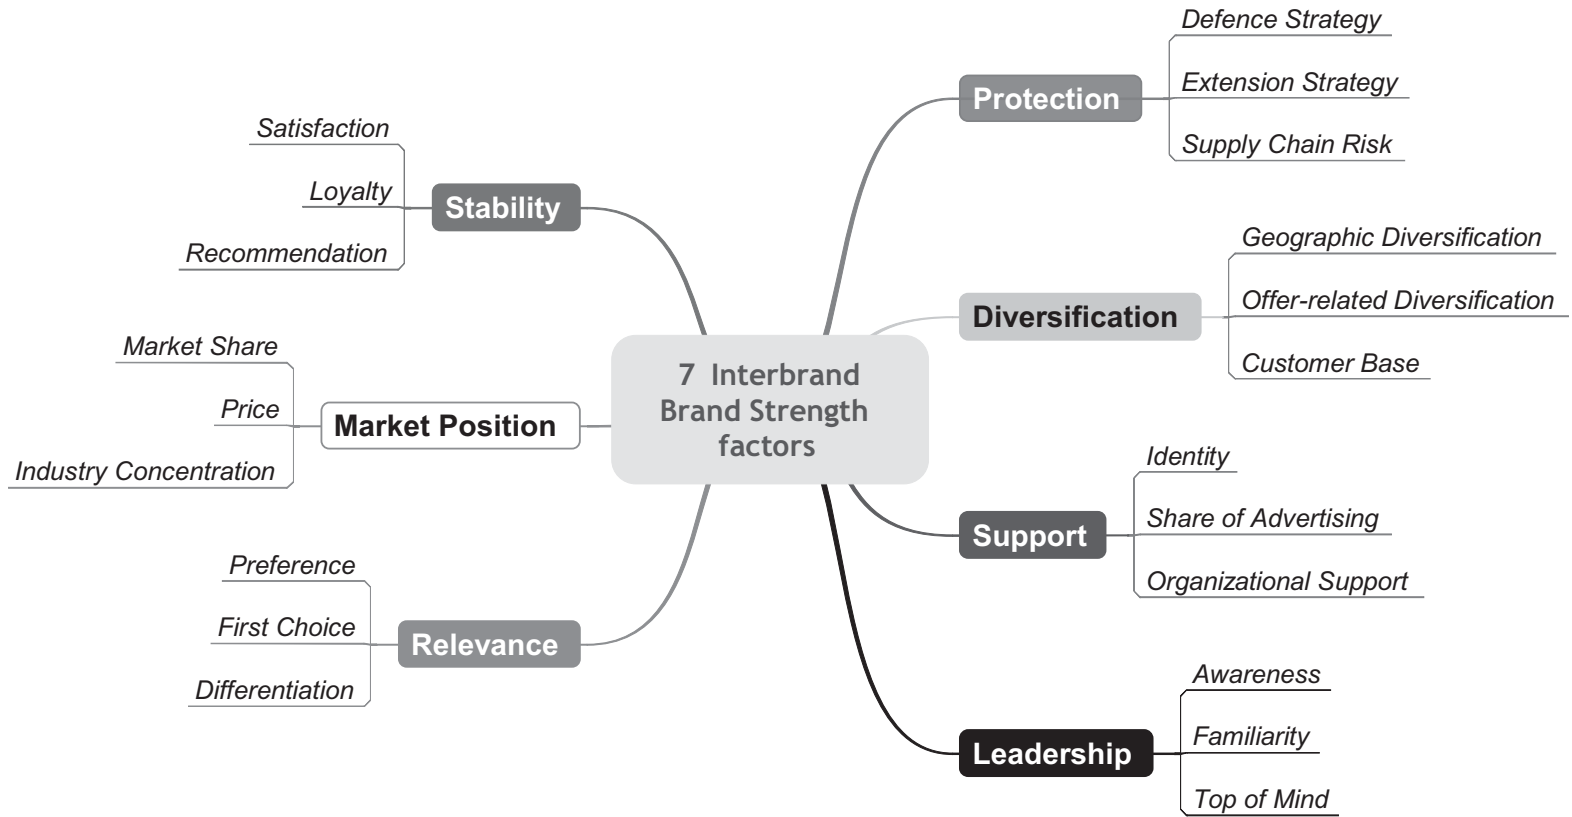 7 Interbrand
Brand Strength
factors
Protection
Defence Strategy
Extension Strategy
Supply Chain Risk
Diversification
Geographic Diversification
Offer-related Diversification
Customer Base
Support
Identity
Share of Advertising
Organizational Support
Leadership
Awareness
Familiarity
Top of Mind
Stability
Satisfaction
Loyalty
Recommendation
Market Position
Market Share
Price
Industry Concentration
Relevance
Preference
First Choice
Differentiation